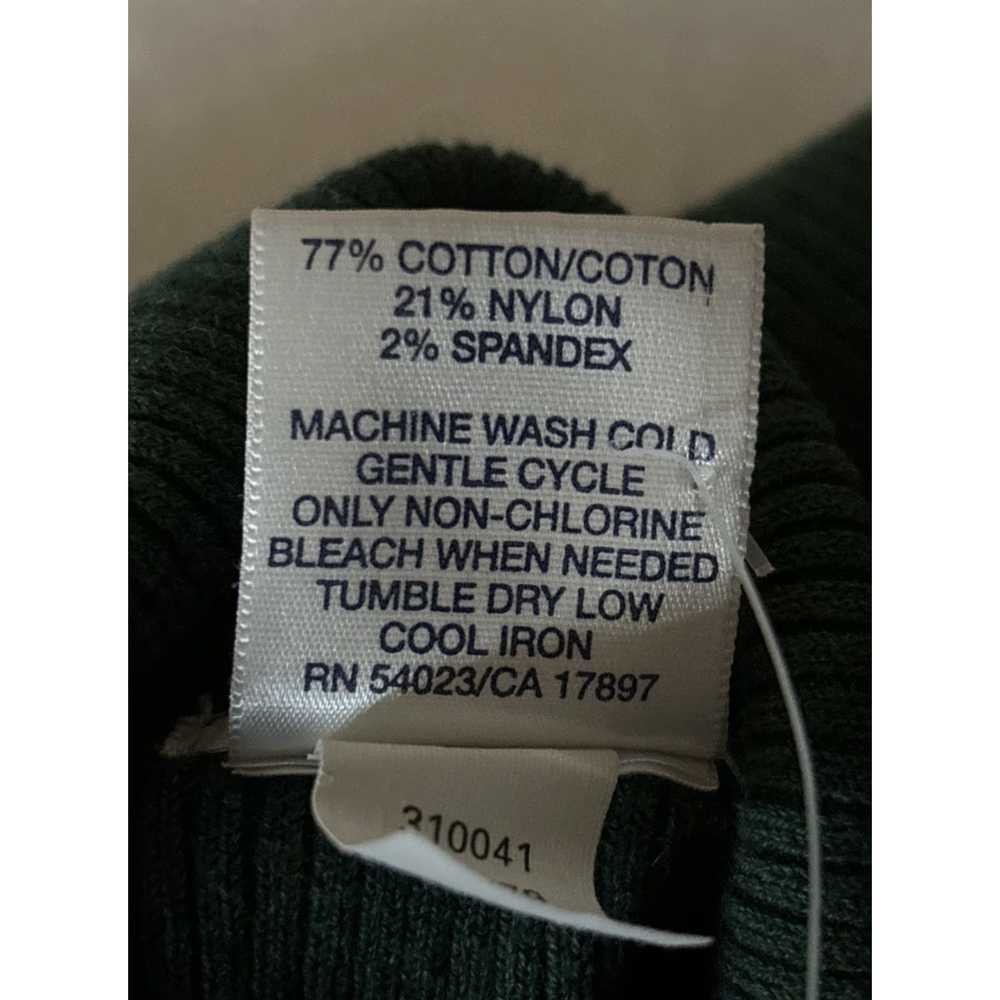 77% COTTON/COTON
21% NYLON
2% SPANDEX
MACHINE WASH COLD
GENTLE CYCLE
ONLY NON-CHLORINE
BLEACH WHEN NEEDED
TUMBLE DRY LOW
COOL IRON
RN 54023/CA 17897
310041